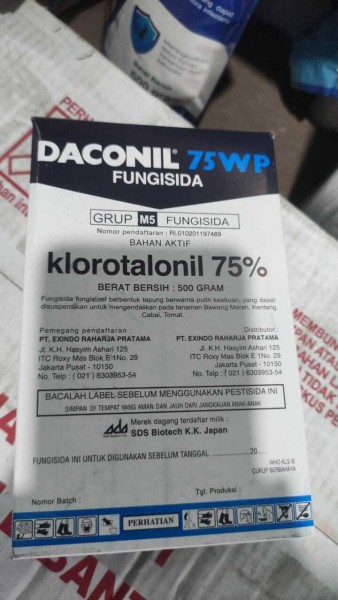 DACONIL 75WP
FUNGISIDA
GRUP M5 FUNGISIDA
Nomor pendaftaran : RI.010201197489
BAHAN AKTIF
klorotalonil 75%
BERAT BERSIH : 500 GRAM
Fungisida fungistatif berbentuk tepung berwarna putih keabuan, yang dapat
disuspensikan untuk mengendalikan pada tanaman Bawang Merah, Kentang,
Cabai, Tomat.
Pemegang pendaftaran :
PT. EXINDO RAHARJA PRATAMA
Jl. K.H. Hasyim Ashari 125
ITC Roxy Mas Blok E 1No. 29
Jakarta Pusat - 10150
No. Telp : ( 021 ) 6303953-54
Distributor :
PT. EXINDO RAHARJA PRATAMA
Jl. K.H. Hasyim Ashari 125
ITC Roxy Mas Blok E 1No. 29
Jakarta Pusat - 10150
No. Telp : ( 021 ) 6303953-54
BACALAH LABEL SEBELUM MENGGUNAKAN PESTISIDA INI
SIMPAN DI TEMPAT YANG AMAN DAN JAUH DARI JANGKAUAN ANAK-ANAK
Merek dagang terdaftar milik :
SDS Biotech K.K. Japan
FUNGISIDA INI UNTUK DIGUNAKAN SEBELUM TANGGAL ................20.......
WHO KLS III
CUKUP BERBAHAYA
Nomor Batch :
Tgl. Produksi :
PERHATIAN